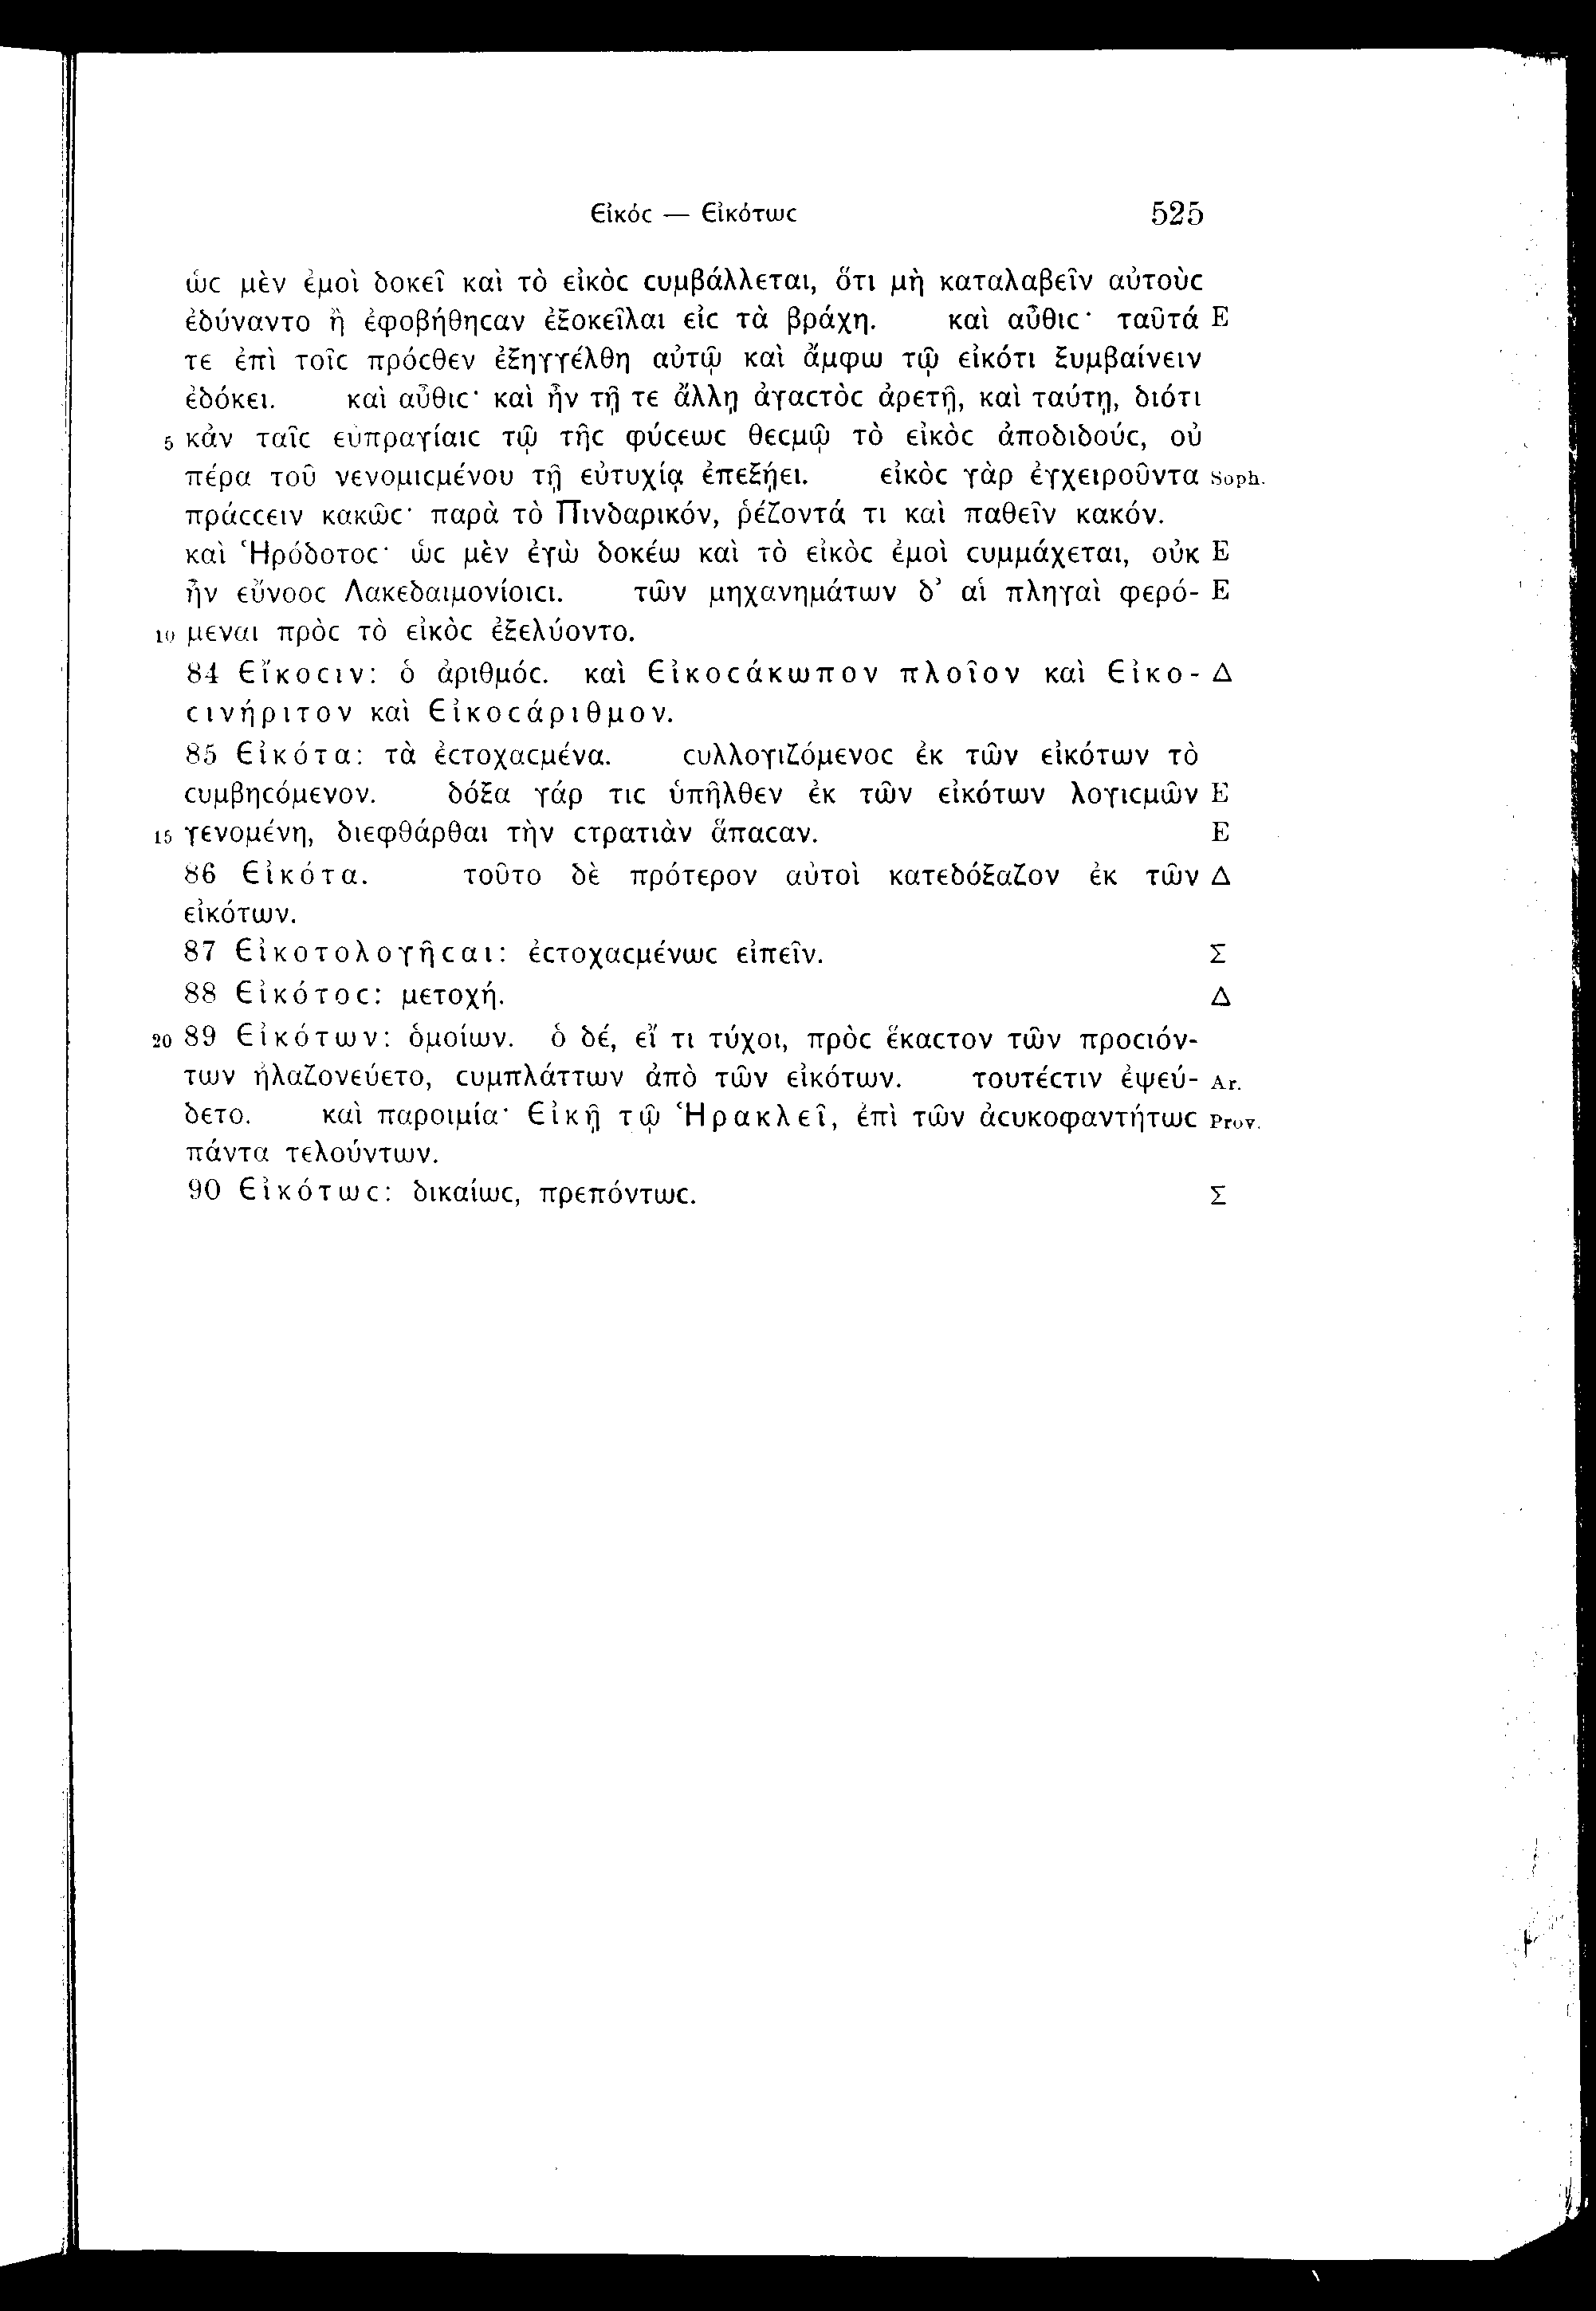 Εἰκόϲ — Εἰκότωϲ 525
ὡϲ μὲν ἐμοὶ δοκεῖ καὶ τὸ εἰκὸϲ ϲυμβάλλεται, ὅτι μὴ καταλαβεῖν αὐτοὺϲ
ἐδύναντο ἢ ἐφοβήθηϲαν ἐξοκεῖλαι εἰϲ τὰ βράχη. καὶ αὖθιϲ· ταῦτά E
τε ἐπὶ τοῖϲ πρόϲθεν ἐξηγγέλθη αὐτῷ καὶ ἄμφω τῷ εἰκότι ξυμβαίνειν
ἐδόκει. καὶ αὖθιϲ· καὶ ἦν τῇ τε ἄλλῃ ἀγαϲτὸϲ ἀρετῇ, καὶ ταύτῃ, διότι
5 κἀν ταῖϲ εὐπραγίαιϲ τῷ τῆϲ φύϲεωϲ θεϲμῷ τὸ εἰκὸϲ ἀποδιδούϲ, οὐ
πέρα τοῦ νενομιϲμένου τῇ εὐτυχίᾳ ἐπεξῄει. εἰκὸϲ γὰρ ἐγχειροῦντα Soph.
πράϲϲειν κακῶϲ· παρὰ τὸ Πινδαρικόν, ῥέζοντά τι καὶ παθεῖν κακόν.
καὶ Ἡρόδοτοϲ· ὡϲ μὲν ἐγὼ δοκέω καὶ τὸ εἰκὸϲ ἐμοὶ ϲυμμάχεται, οὐκ E
ἦν εὔνοοϲ Λακεδαιμονίοιϲι. τῶν μηχανημάτων δ’ αἱ πληγαὶ φερό- E
10 μεναι πρὸϲ τὸ εἰκὸϲ ἐξελύοντο.
84 Εἴκοϲιν: ὁ ἀριθμόϲ. καὶ Εἰκοϲάκωπον πλοῖον καὶ Εἰκο- Δ
ϲινήριτον καὶ Εἰκοϲάριθμον.
85 Εἰκότα: τὰ ἐϲτοχαϲμένα. ϲυλλογιζόμενοϲ ἐκ τῶν εἰκότων τὸ
ϲυμβηϲόμενον. δόξα γάρ τιϲ ὑπῆλθεν ἐκ τῶν εἰκότων λογιϲμῶν E
15 γενομένη, διεφθάρθαι τὴν ϲτρατιὰν ἅπαϲαν. E
86 Εἰκότα. τοῦτο δὲ πρότερον αὐτοὶ κατεδόξαζον ἐκ τῶν Δ
εἰκότων.
87 Εἰκοτολογῆϲαι: ἐϲτοχαϲμένωϲ εἰπεῖν. Σ
88 Εἰκότοϲ: μετοχή. Δ
20 89 Εἰκότων: ὁμοίων. ὁ δέ, εἴ τι τύχοι, πρὸϲ ἕκαϲτον τῶν προϲιόν-
των ἠλαζονεύετο, ϲυμπλάττων ἀπὸ τῶν εἰκότων. τουτέϲτιν ἐψεύ- Ar.
δετο. καὶ παροιμία· Εἰκῇ τῷ Ἡρακλεῖ, ἐπὶ τῶν ἀϲυκοφαντήτωϲ Prov.
πάντα τελούντων.
90 Εἰκότωϲ: δικαίωϲ, πρεπόντωϲ. Σ